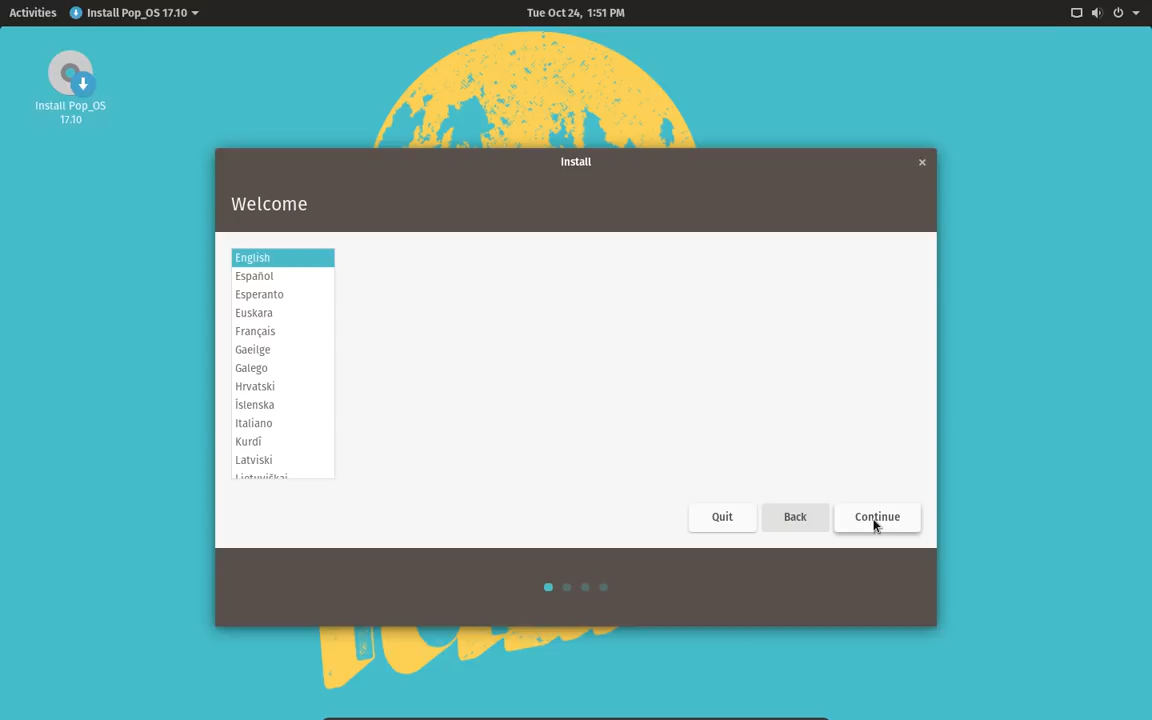 Activities Install Pop_OS 17.10 Tue Oct 24, 1:51 PM
Install Pop_OS
17.10
Install
Welcome
English
Español
Esperanto
Euskara
Français
Gaeilge
Galego
Hrvatski
Íslenska
Italiano
Kurdî
Latviski
Lietuviškai
Quit Back Continue